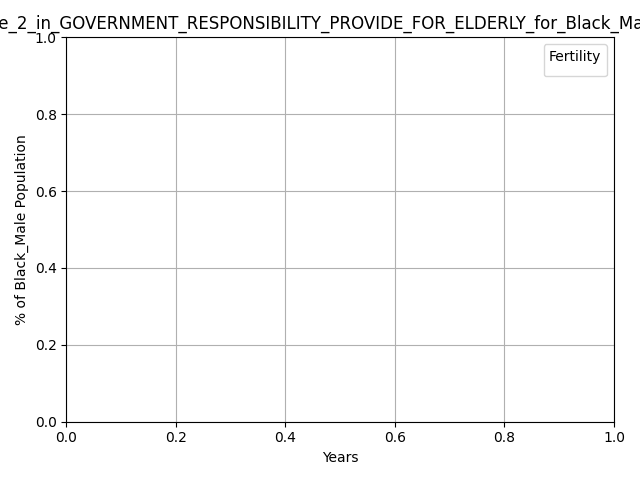 e_2_in_GOVERNMENT_RESPONSIBILITY_PROVIDE_FOR_ELDERLY_for_Black_Ma
Fertility
% of Black_Male Population
1.0
0.8
0.6
0.4
0.2
0.0
0.0 0.2 0.4 0.6 0.8 1.0
Years